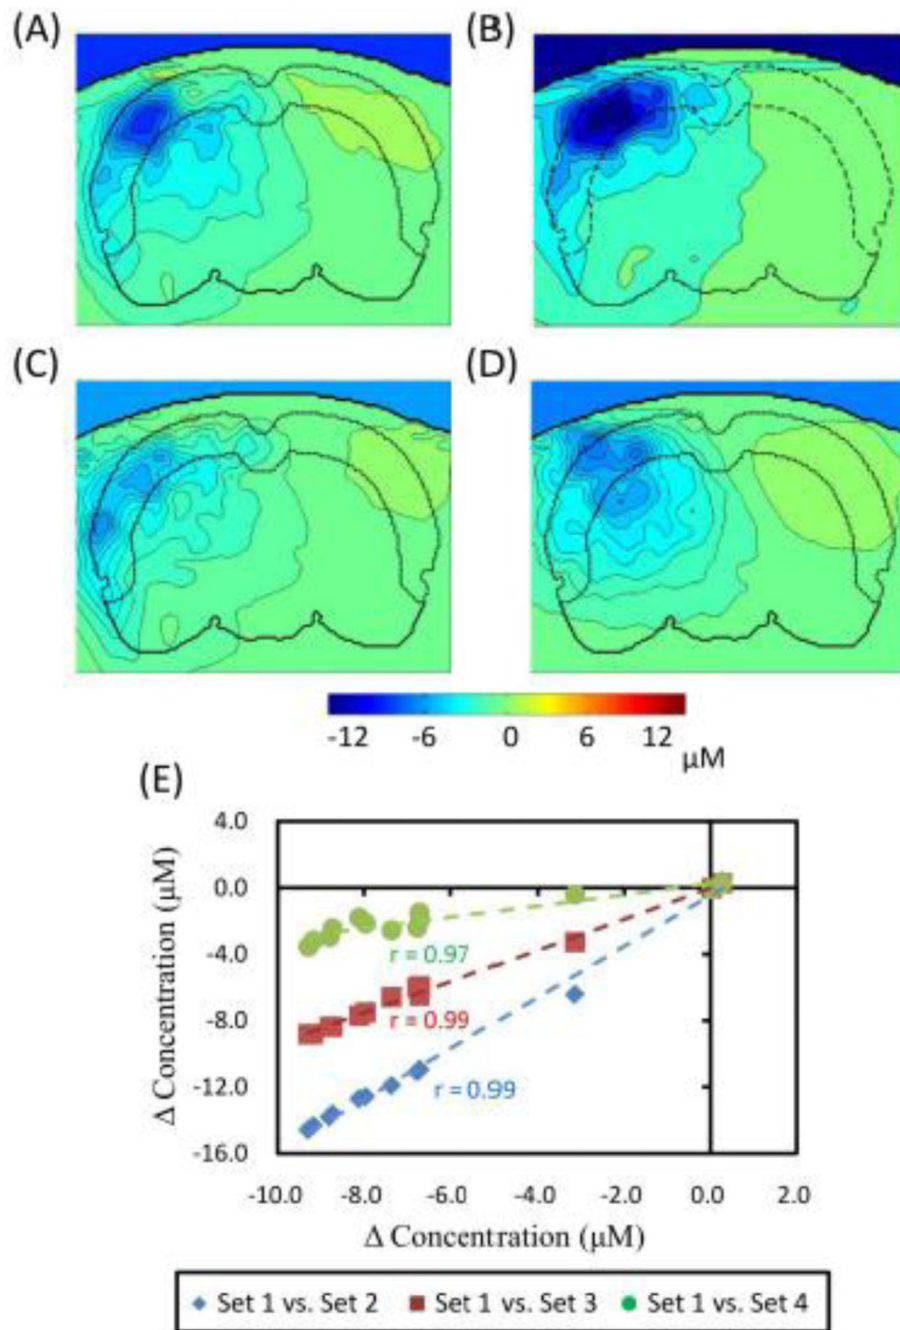 (A)
(B)
(C)
(D)
-12 -6 0 6 12
μM
(E)
4.0
0.0
-4.0
-8.0
-12.0
-16.0
Δ Concentration (μM)
r = 0.97
r = 0.99
r = 0.99
-10.0 -8.0 -6.0 -4.0 -2.0 0.0 2.0
Δ Concentration (μM)
Set 1 vs. Set 2 Set 1 vs. Set 3 Set 1 vs. Set 4